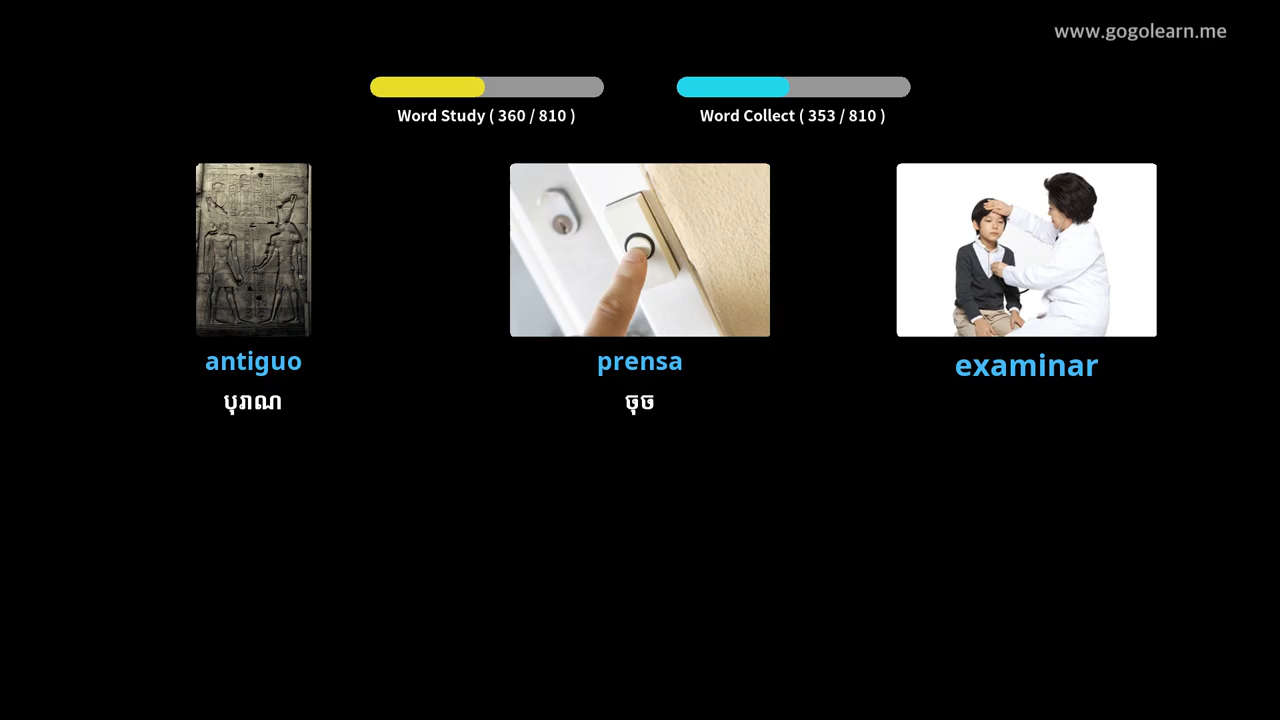 www.gogolearn.me
Word Study ( 360 / 810 )
Word Collect ( 353 / 810 )
antiguo
prensa
examinar
បុរាណ
ចុច